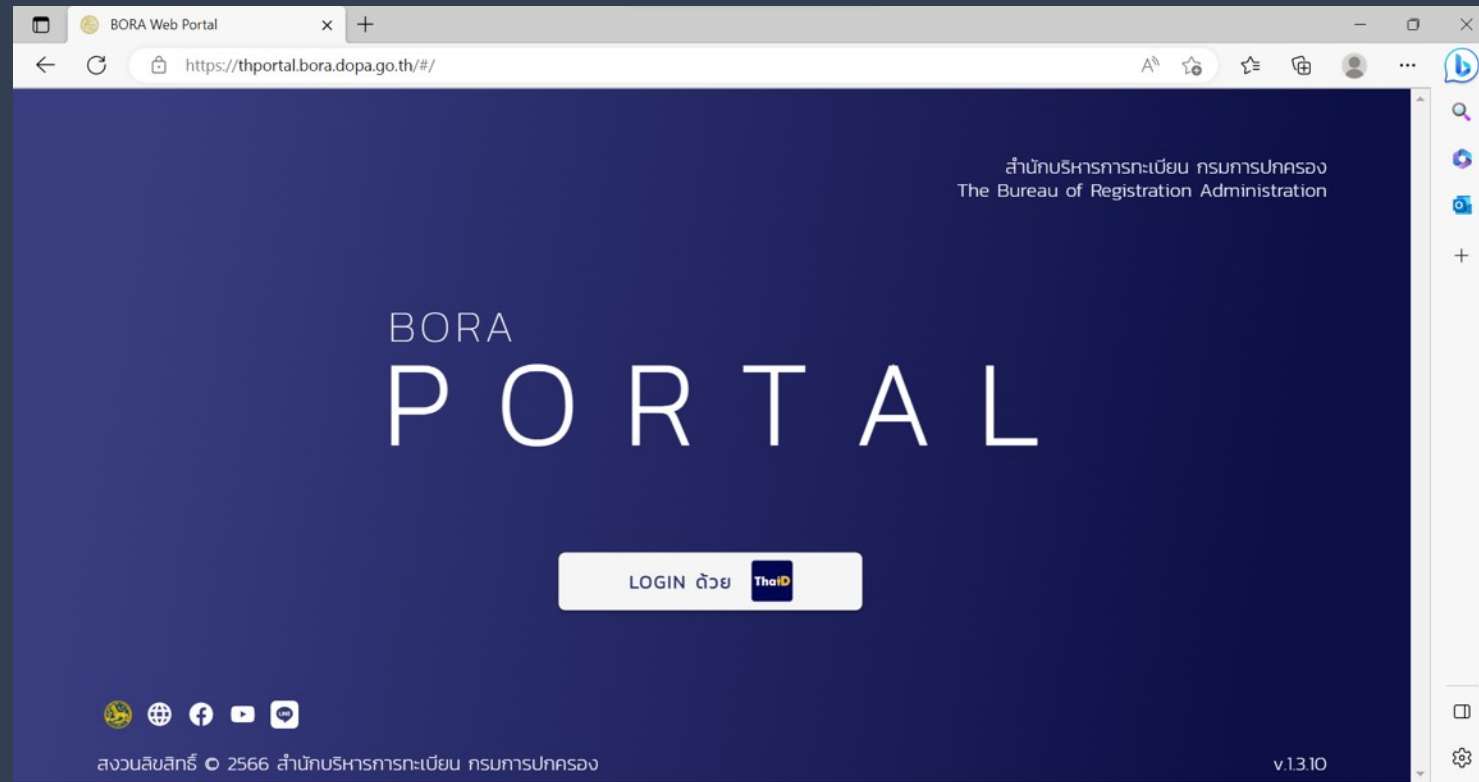 BORA Web Portal
https://thportal.bora.dopa.go.th/#/
สำนักบริหารการทะเบียน กรมการปกครอง
The Bureau of Registration Administration
BORA
PORTAL
LOGIN ด้วย ThaiD
LINE
สงวนลิขสิทธิ์ © 2566 สำนักบริหารการทะเบียน กรมการปกครอง
v.1.3.10